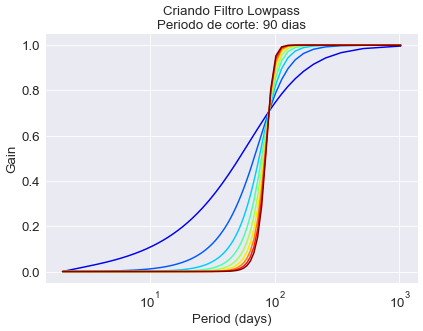 Criando Filtro Lowpass
Periodo de corte: 90 dias
1.0
0.8
0.6
0.4
0.2
0.0
Gain
10¹
10²
10³
Period (days)